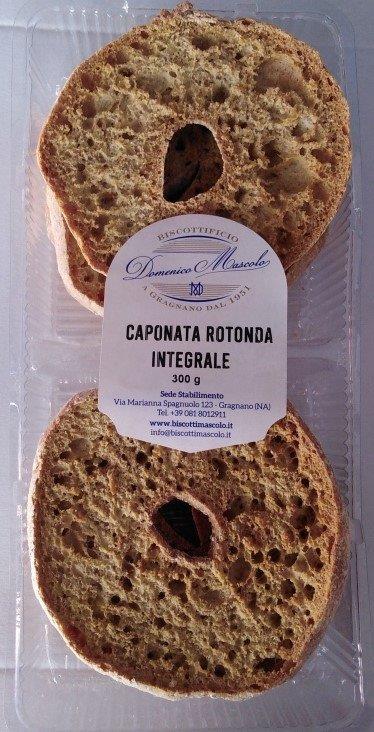 BISCOTTIFICIO
Domenico Mascolo
A GRAGNANO DAL 1951
CAPONATA ROTONDA
INTEGRALE
300 g
Sede Stabilimento
Via Marianna Spagnuolo 123 - Gragnano (NA)
Tel. +39 081 8012911
www.biscottimascolo.it
info@biscottimascolo.it